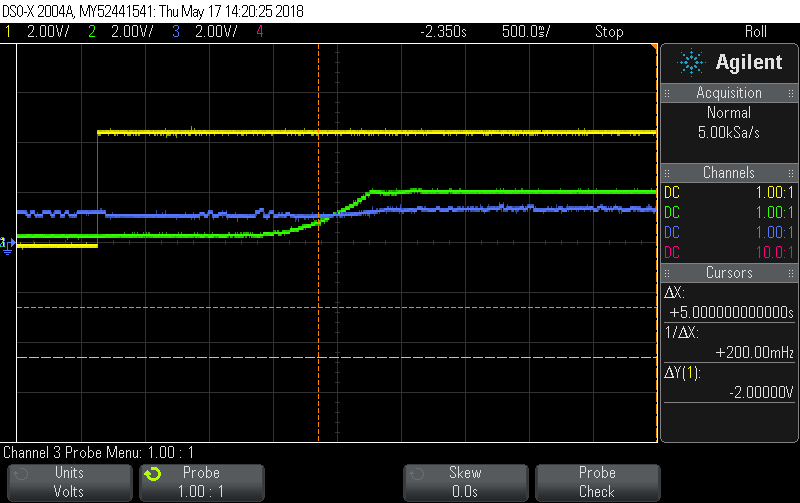 DSO-X 2004A, MY52441541: Thu May 17 14:20:25 2018
1 2.00V/ 2 2.00V/ 3 2.00V/ 4 -2.350s 500.0ms/ Stop Roll
Agilent
Acquisition
Normal
5.00kSa/s
Channels
DC 1.00:1
DC 1.00:1
DC 1.00:1
DC 10.0:1
Cursors
ΔX:
+5.000000000000s
1/ΔX:
+200.00mHz
ΔY(1):
-2.00000V
Channel 3 Probe Menu: 1.00 : 1
Units
Volts
Probe
1.00 : 1
Skew
0.0s
Probe
Check